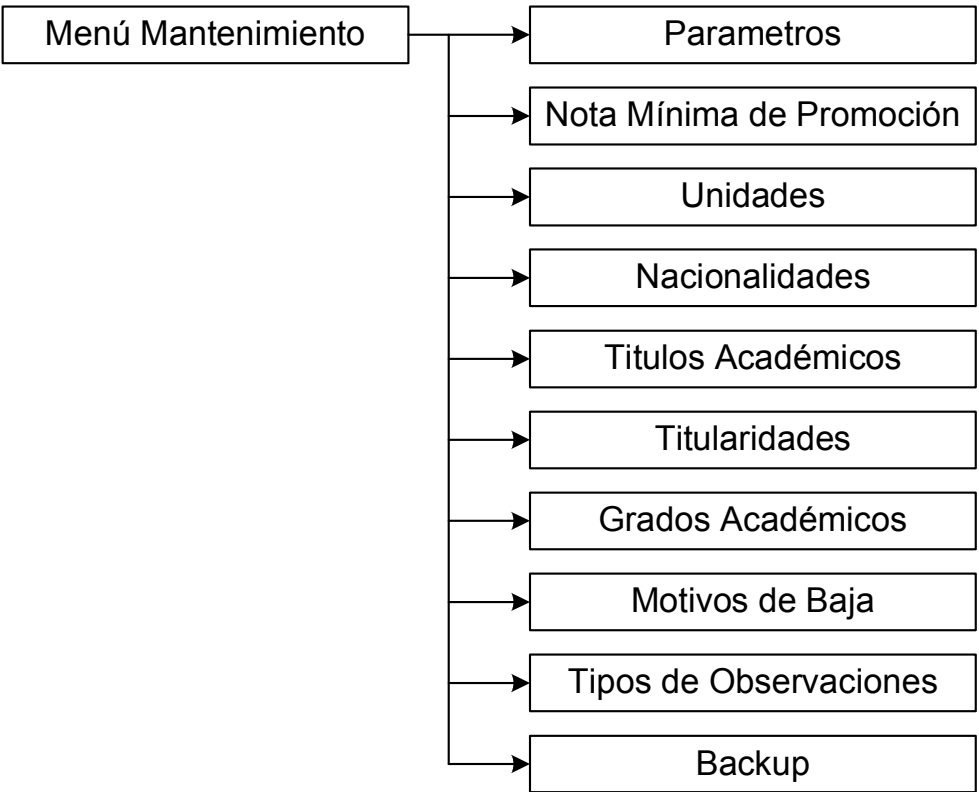 Menú Mantenimiento
Parametros
Nota Mínima de Promoción
Unidades
Nacionalidades
Titulos Académicos
Titularidades
Grados Académicos
Motivos de Baja
Tipos de Observaciones
Backup